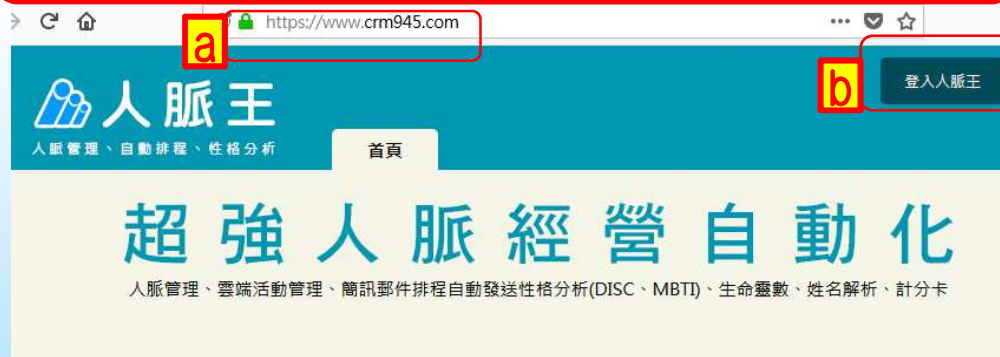 a
https://www.crm945.com
b
登入人脈王
人脈王
人脈管理、自動排程、性格分析
首頁
超強人脈經營自動化
人脈管理、雲端活動管理、簡訊郵件排程自動發送性格分析(DISC、MBTI)、生命靈數、姓名解析、計分卡